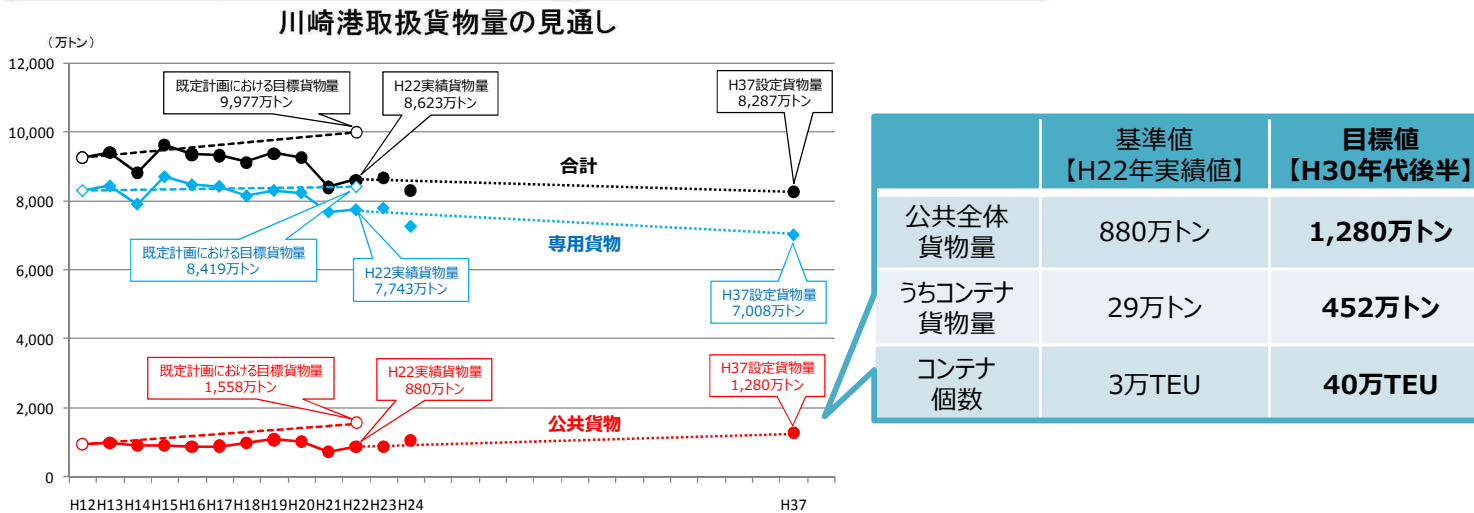 川崎港取扱貨物量の見通し
（万トン）
12,000
10,000
8,000
6,000
4,000
2,000
0
既定計画における目標貨物量
9,977万トン
H22実績貨物量
8,623万トン
H37設定貨物量
8,287万トン
合計
既定計画における目標貨物量
8,419万トン
H22実績貨物量
7,743万トン
専用貨物
H37設定貨物量
7,008万トン
既定計画における目標貨物量
1,558万トン
H22実績貨物量
880万トン
公共貨物
H37設定貨物量
1,280万トン
H12 H13 H14 H15 H16 H17 H18 H19 H20 H21 H22 H23 H24 H37
基準値
【H22年実績値】
目標値
【H30年代後半】
公共全体
貨物量
880万トン
1,280万トン
うちコンテナ
貨物量
29万トン
452万トン
コンテナ
個数
3万TEU
40万TEU